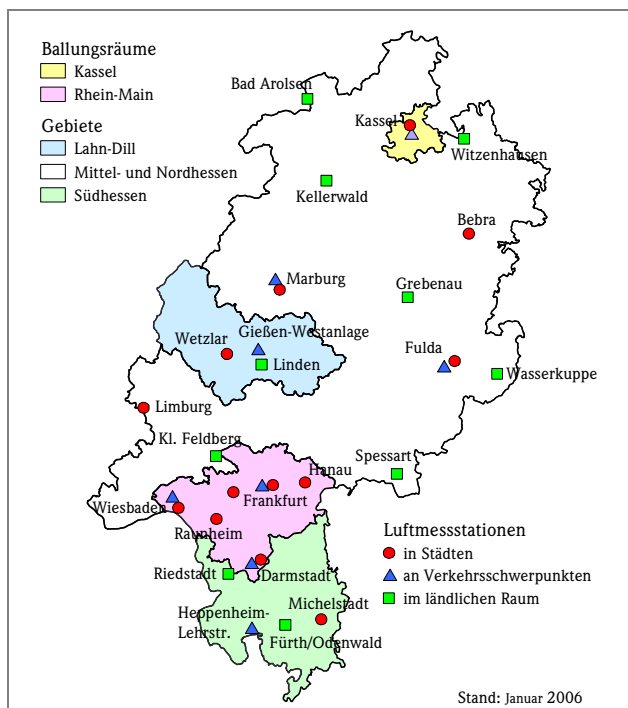 Ballungsräume
Kassel
Rhein-Main
Gebiete
Lahn-Dill
Mittel- und Nordhessen
Südhessen
Bad Arolsen
Kassel
Witzenhausen
Kellerwald
Bebra
Marburg
Grebenau
Gießen-Westanlage
Wetzlar
Linden
Fulda
Wasserkuppe
Limburg
Kl. Feldberg
Spessart
Hanau
Frankfurt
Wiesbaden
Raunheim
Luftmessstationen
in Städten
an Verkehrsschwerpunkten
im ländlichen Raum
Riedstadt
Darmstadt
Michelstadt
Heppenheim-
Lehrstr.
Fürth/Odenwald
Stand: Januar 2006